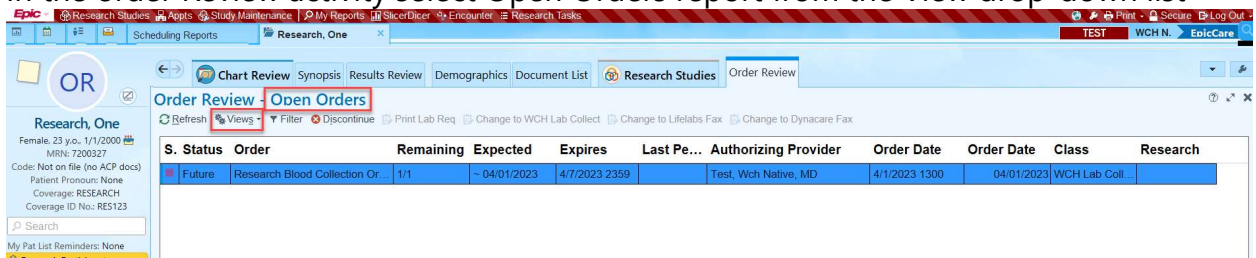 In the order Review activity select Open Orders report from the view drop-down list
Epic Research Studies Appts Study Maintenance My Reports SlicerDicer Encounter Research Tasks Print Secure Log Out
Scheduling Reports Research, One × TEST WCH N. EpicCare
OR Chart Review Synopsis Results Review Demographics Document List Research Studies Order Review
Order Review - Open Orders
Refresh Views Filter Discontinue Print Lab Req Change to WCH Lab Collect Change to Lifelabs Fax Change to Dynacare Fax
Research, One
Female. 23 y.o., 1/1/2000
MRN: 7200327
Code: Not on file (no ACP docs)
Patient Pronoun: None
Coverage: RESEARCH
Coverage ID No.: RES123
Search
My Pat List Reminders: None
S. Status Order Remaining Expected Expires Last Pe... Authorizing Provider Order Date Order Date Class Research
Future Research Blood Collection Or... 1/1 ~ 04/01/2023 4/7/2023 2359 Test, Wch Native, MD 4/1/2023 1300 04/01/2023 WCH Lab Coll...